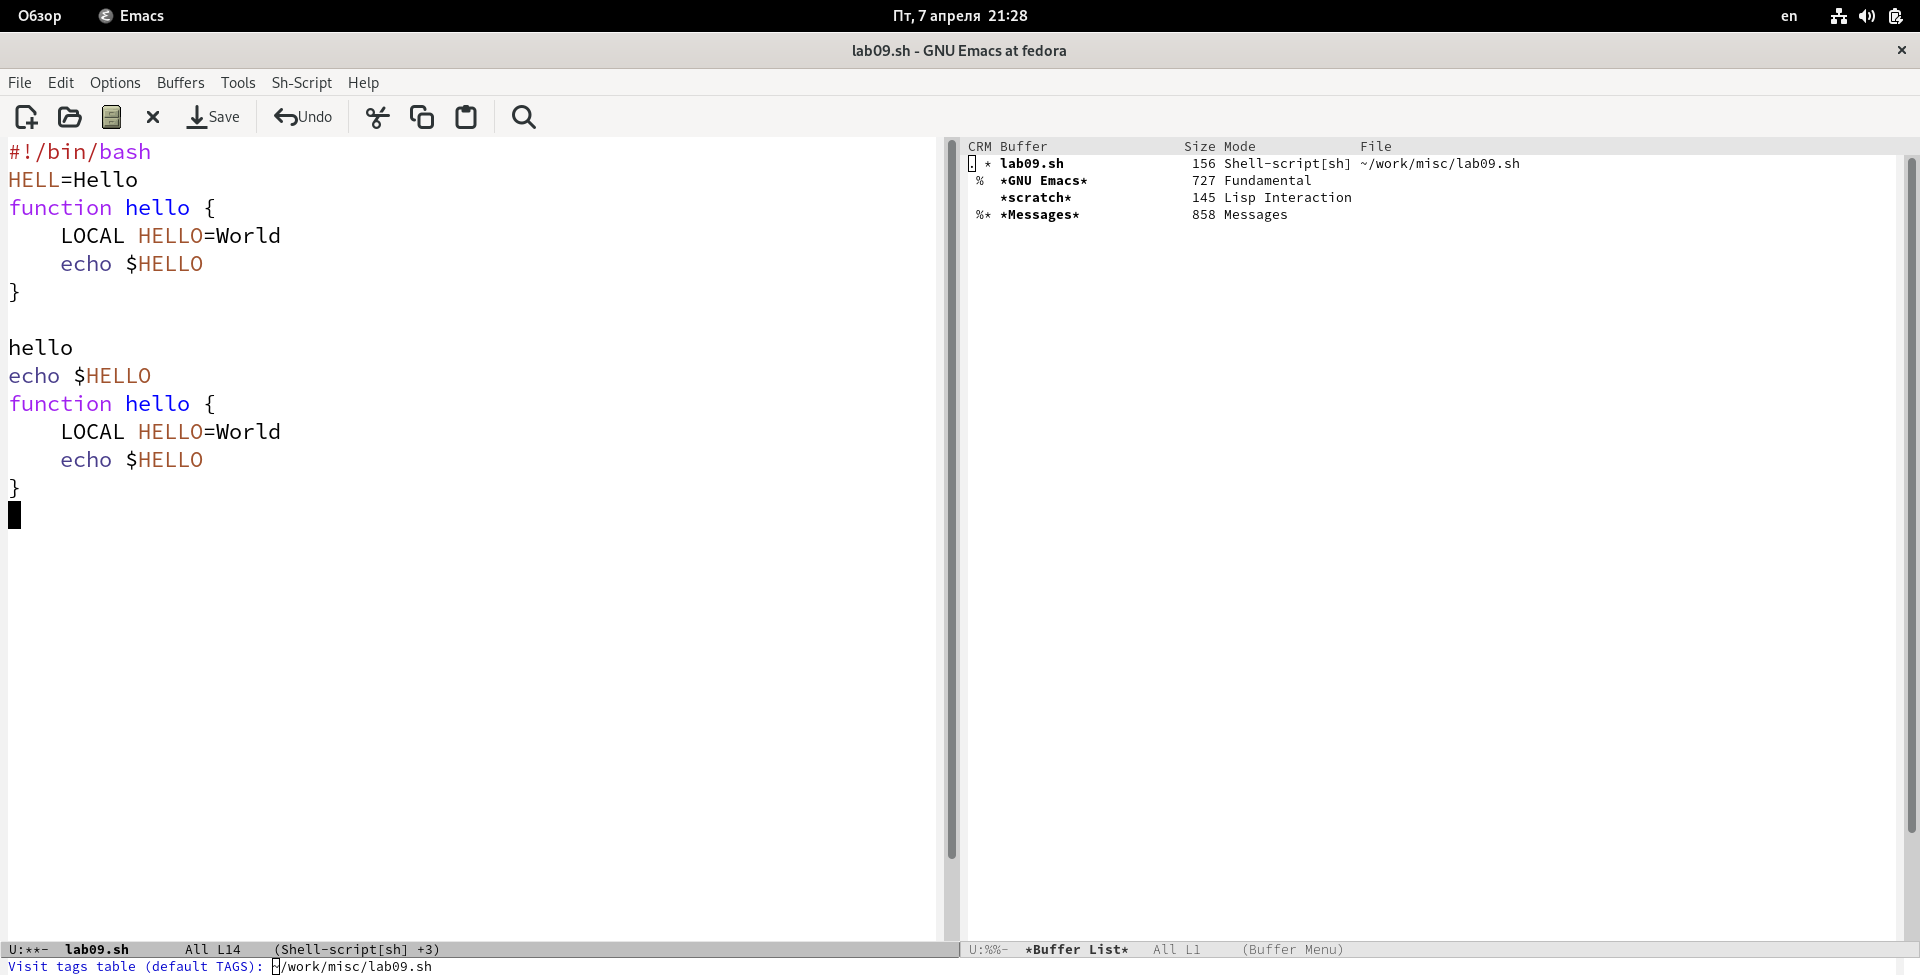 Обзор Emacs Пт, 7 апреля 21:28 en
lab09.sh - GNU Emacs at fedora
File Edit Options Buffers Tools Sh-Script Help
Save Undo
#!/bin/bash
HELL=Hello
function hello {
    LOCAL HELLO=World
    echo $HELLO
}
hello
echo $HELLO
function hello {
    LOCAL HELLO=World
    echo $HELLO
}
U:**-  lab09.sh       All L14    (Shell-script[sh] +3)
CRM Buffer                 Size Mode             File
. * lab09.sh                156 Shell-script[sh] ~/work/misc/lab09.sh
 %  *GNU Emacs*             727 Fundamental
    *scratch*               145 Lisp Interaction
 %* *Messages*              858 Messages
U:%%-  *Buffer List*   All L1     (Buffer Menu)
Visit tags table (default TAGS): ~/work/misc/lab09.sh